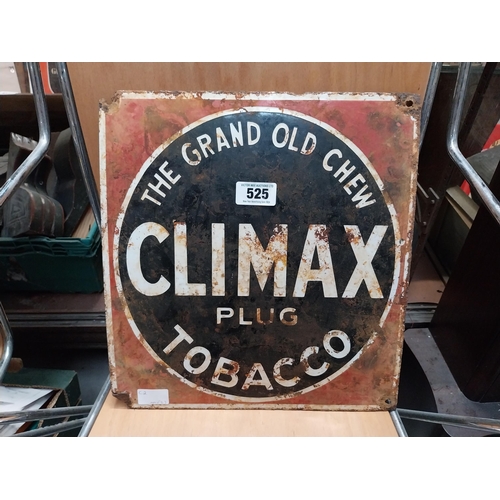 THE GRAND OLD CHEW
525
CLIMAX
PLUG
TOBACCO